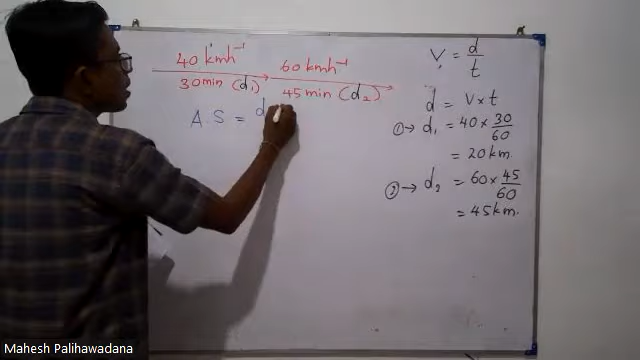 40 kmh⁻¹ 60 kmh⁻¹
30 min (d₁) 45 min (d₂)
A.S = d
V = d/t
d = v × t
① → d₁ = 40 × 30/60
= 20 km.
② → d₂ = 60 × 45/60
= 45 km.
Mahesh Palihawadana